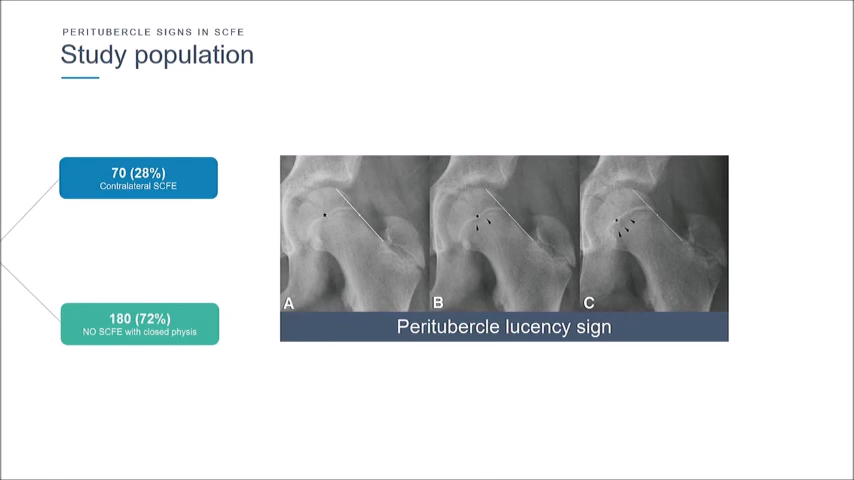 PERITUBERCLE SIGNS IN SCFE
Study population
70 (28%)
Contralateral SCFE
180 (72%)
NO SCFE with closed physis
A B C
Peritubercle lucency sign